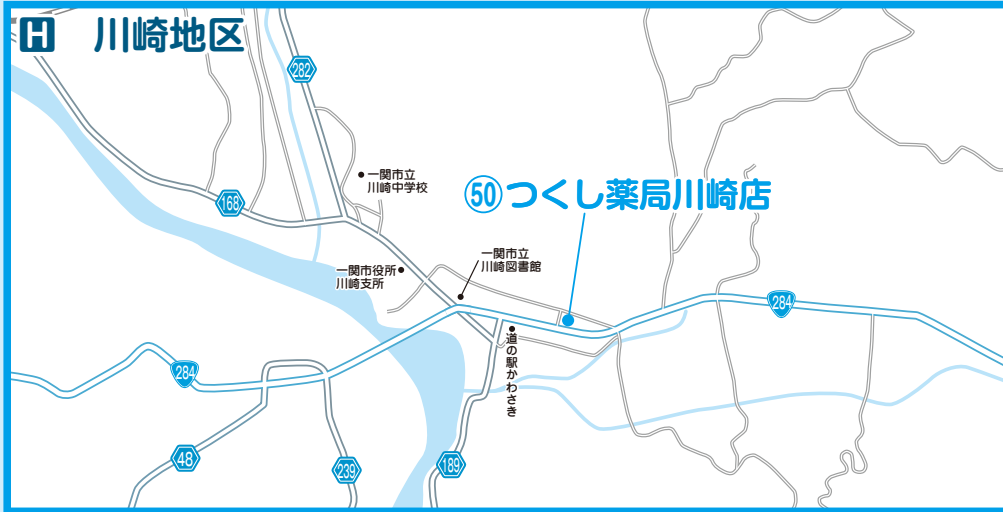 H 川崎地区
282
一関市立
川崎中学校
168
㊿つくし薬局川崎店
一関市立
川崎図書館
一関市役所
川崎支所
284
道の駅かわさき
284
48
239
189